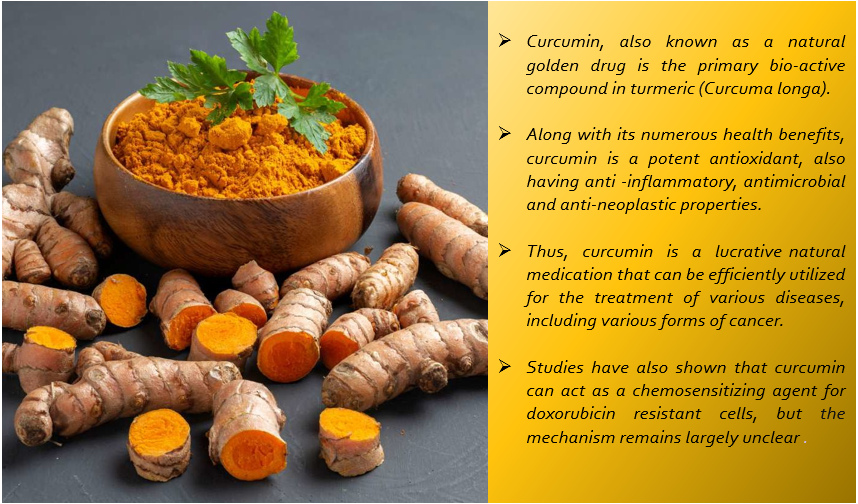 ➢ Curcumin, also known as a natural
golden drug is the primary bio-active
compound in turmeric (Curcuma longa).
➢ Along with its numerous health benefits,
curcumin is a potent antioxidant, also
having anti -inflammatory, antimicrobial
and anti-neoplastic properties.
➢ Thus, curcumin is a lucrative natural
medication that can be efficiently utilized
for the treatment of various diseases,
including various forms of cancer.
➢ Studies have also shown that curcumin
can act as a chemosensitizing agent for
doxorubicin resistant cells, but the
mechanism remains largely unclear .